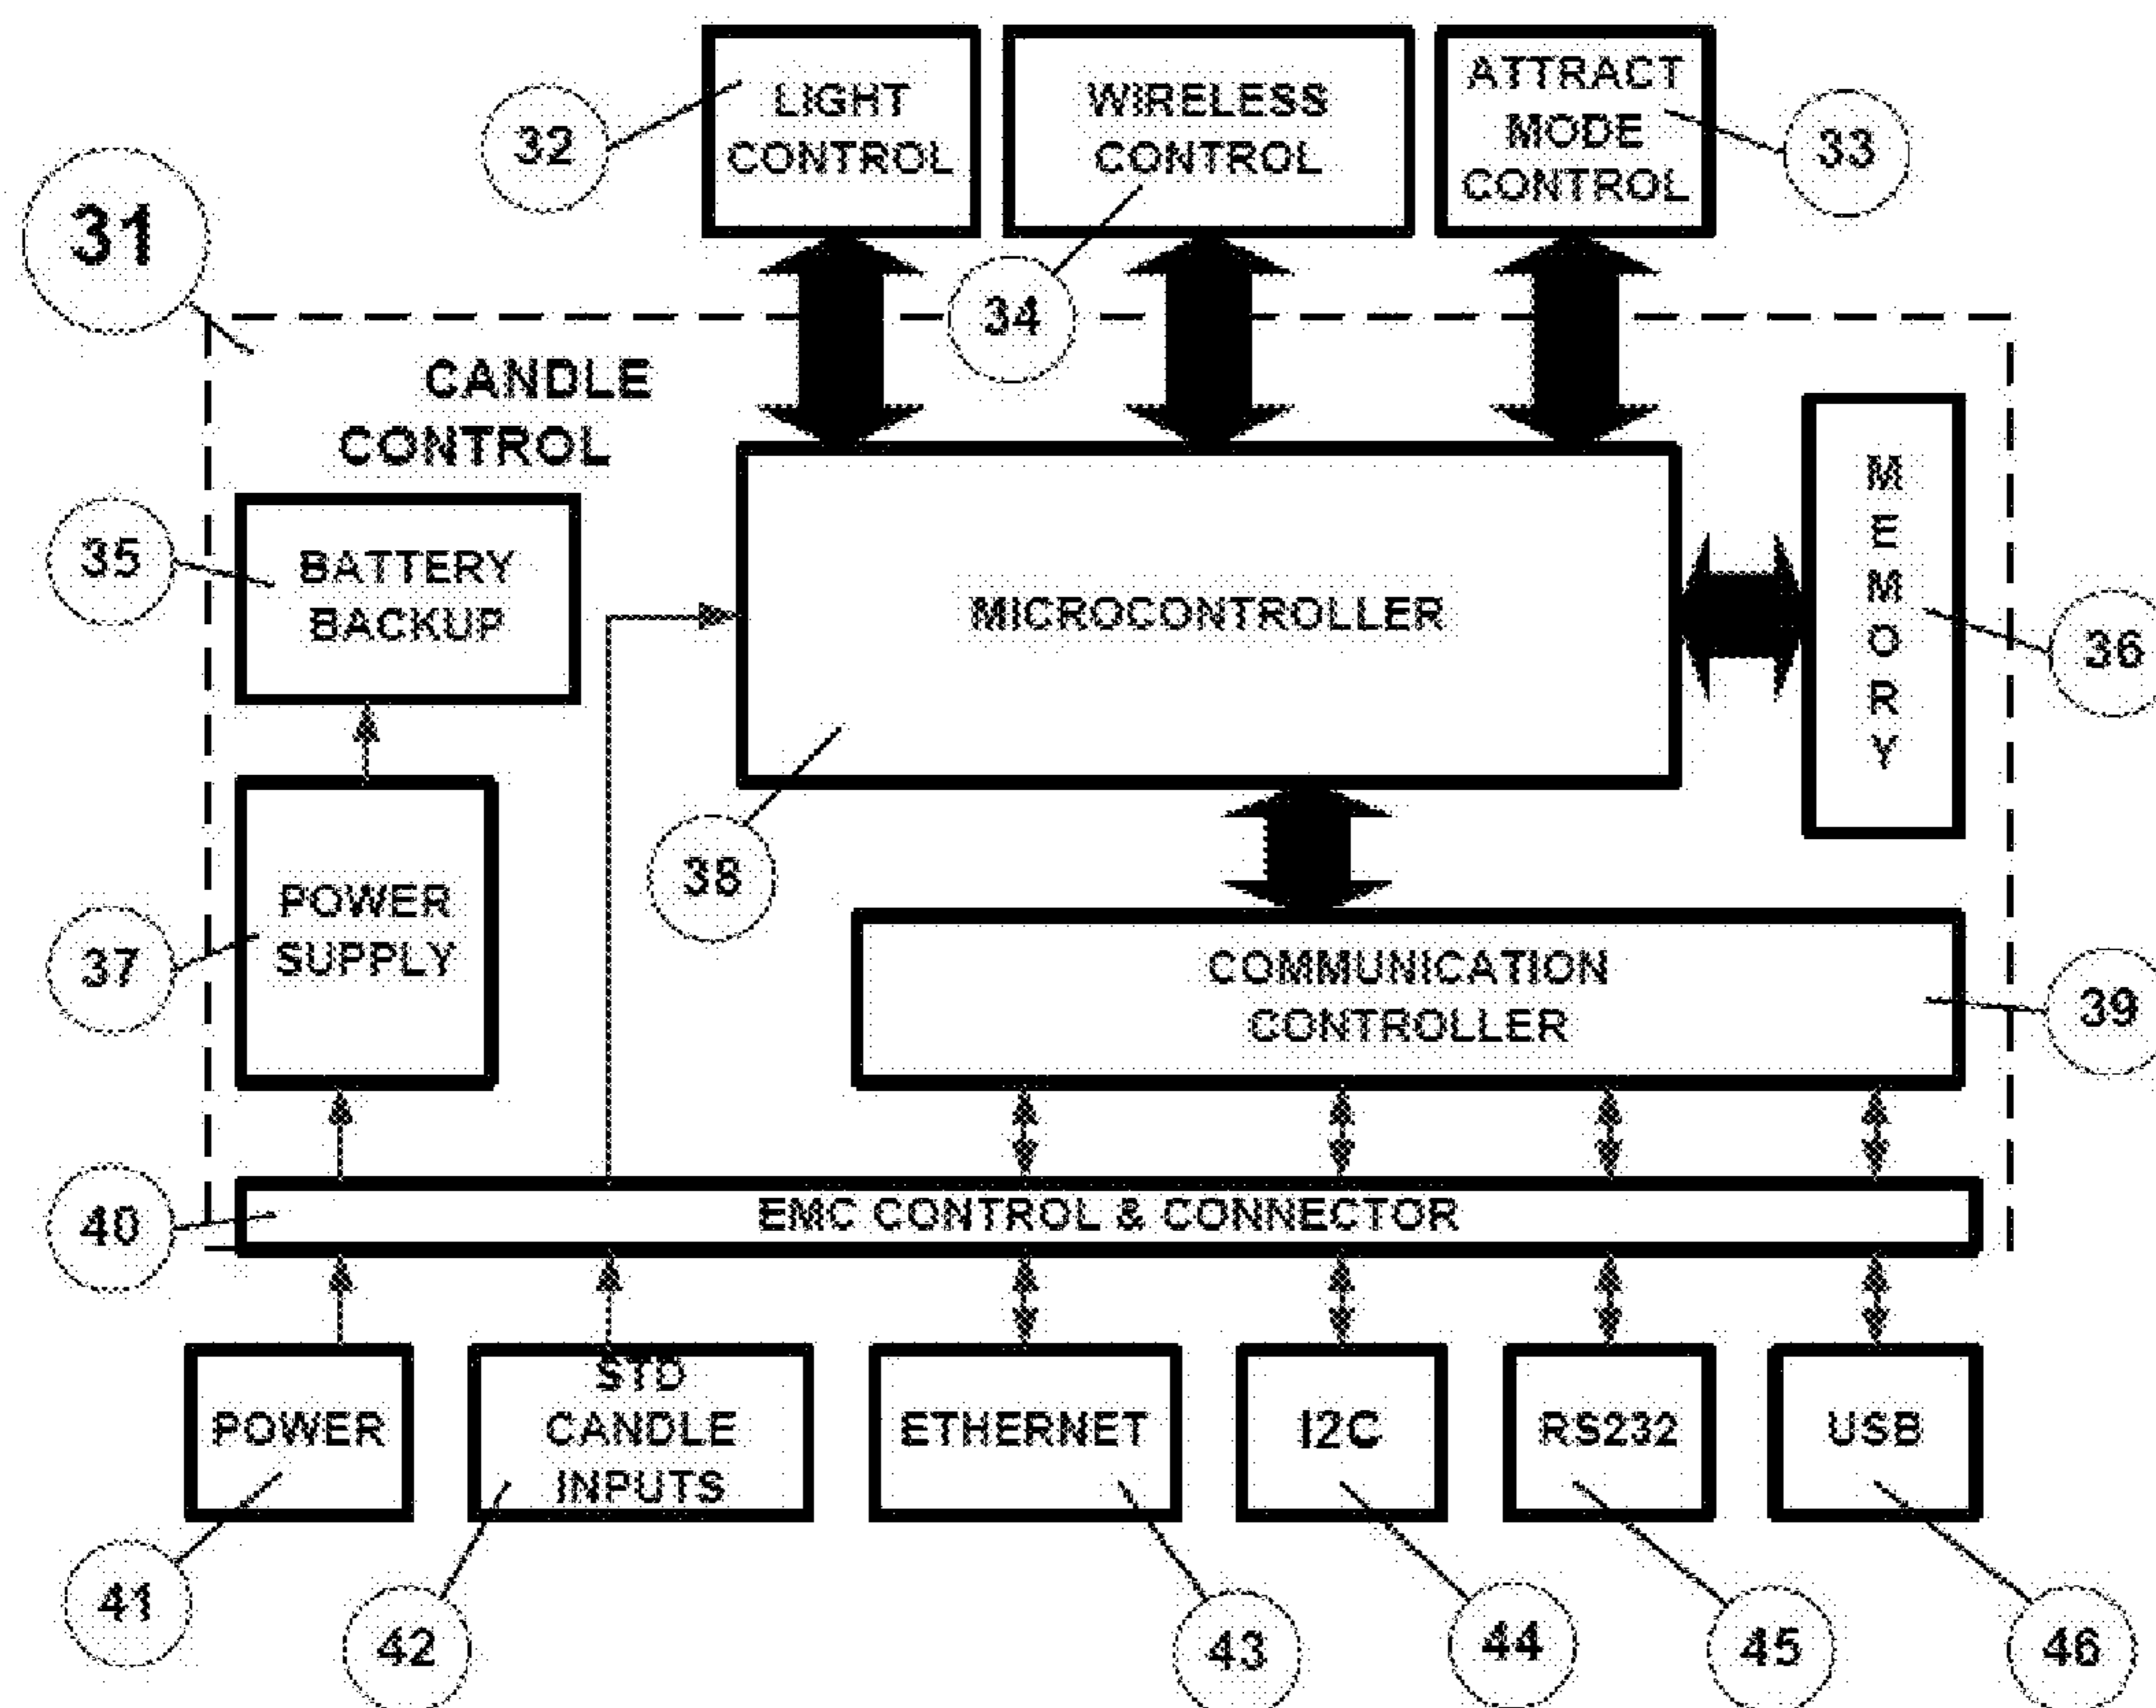 32
LIGHT
CONTROL
WIRELESS
CONTROL
ATTRACT
MODE
CONTROL
33
31
34
CANDLE
CONTROL
35
BATTERY
BACKUP
MICROCONTROLLER
M
E
M
O
R
Y
36
38
37
POWER
SUPPLY
COMMUNICATION
CONTROLLER
39
40
EMC CONTROL & CONNECTOR
POWER
STD
CANDLE
INPUTS
ETHERNET
I2C
RS232
USB
41
42
43
44
45
46